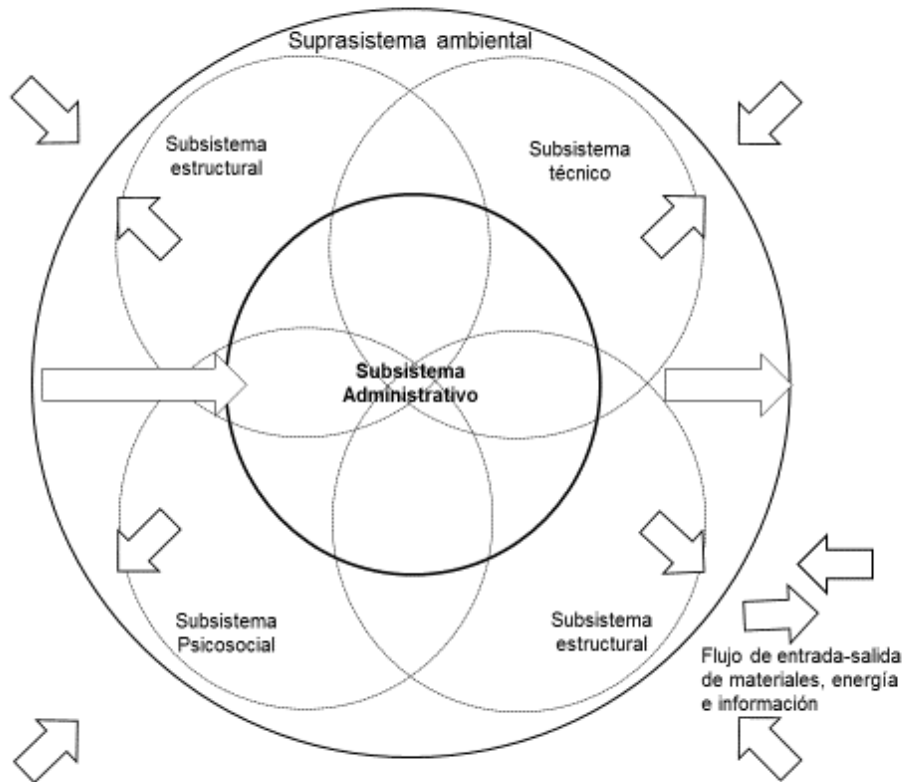 Suprasistema ambiental
Subsistema
estructural
Subsistema
técnico
Subsistema
Administrativo
Subsistema
Psicosocial
Subsistema
estructural
Flujo de entrada-salida
de materiales, energía
e información